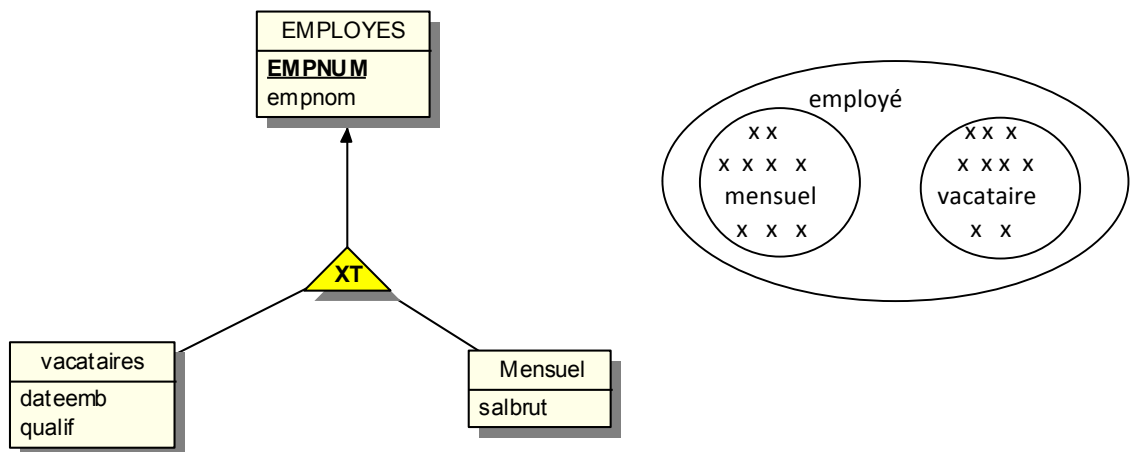 EMPLOYES
EMPNUM
empnom
XT
vacataires
dateemb
qualif
Mensuel
salbrut
employé
x x
x x x x
mensuel
x x x
x x x
x x x x
vacataire
x x